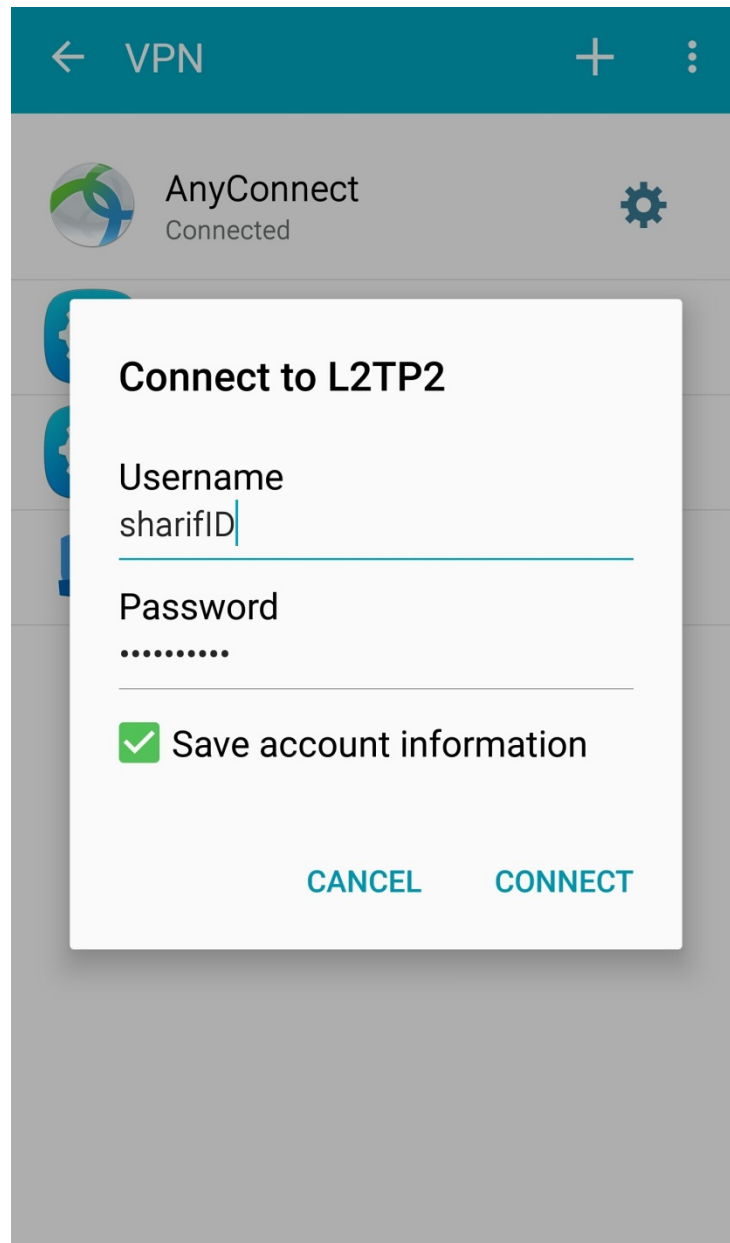 VPN
AnyConnect
Connected
Connect to L2TP2
Username
sharifID
Password
••••••••••
Save account information
CANCEL CONNECT